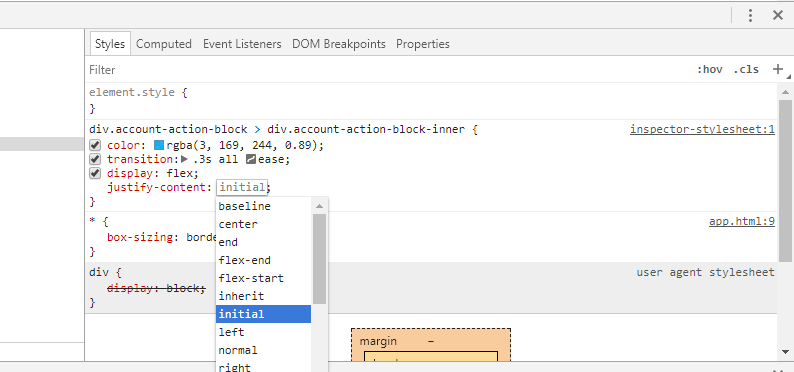 Styles Computed Event Listeners DOM Breakpoints Properties
Filter :hov .cls +
element.style {
}
div.account-action-block > div.account-action-block-inner { inspector-stylesheet:1
color: rgba(3, 169, 244, 0.89);
transition: .3s all ease;
display: flex;
justify-content: initial;
}
baseline
center
end
flex-end
flex-start
inherit
initial
left
normal
right
* { app.html:9
box-sizing: borde
}
div { user agent stylesheet
display: block;
}
margin –